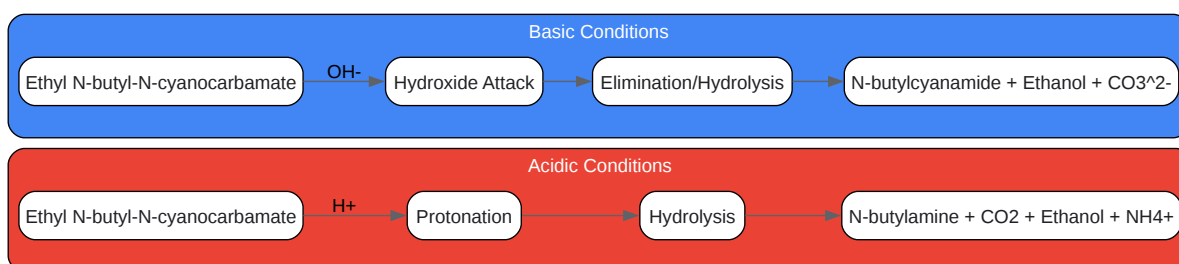 Basic Conditions
Ethyl N-butyl-N-cyanocarbamate
OH-
Hydroxide Attack
Elimination/Hydrolysis
N-butylcyanamide + Ethanol + CO3^2-
Acidic Conditions
Ethyl N-butyl-N-cyanocarbamate
H+
Protonation
Hydrolysis
N-butylamine + CO2 + Ethanol + NH4+